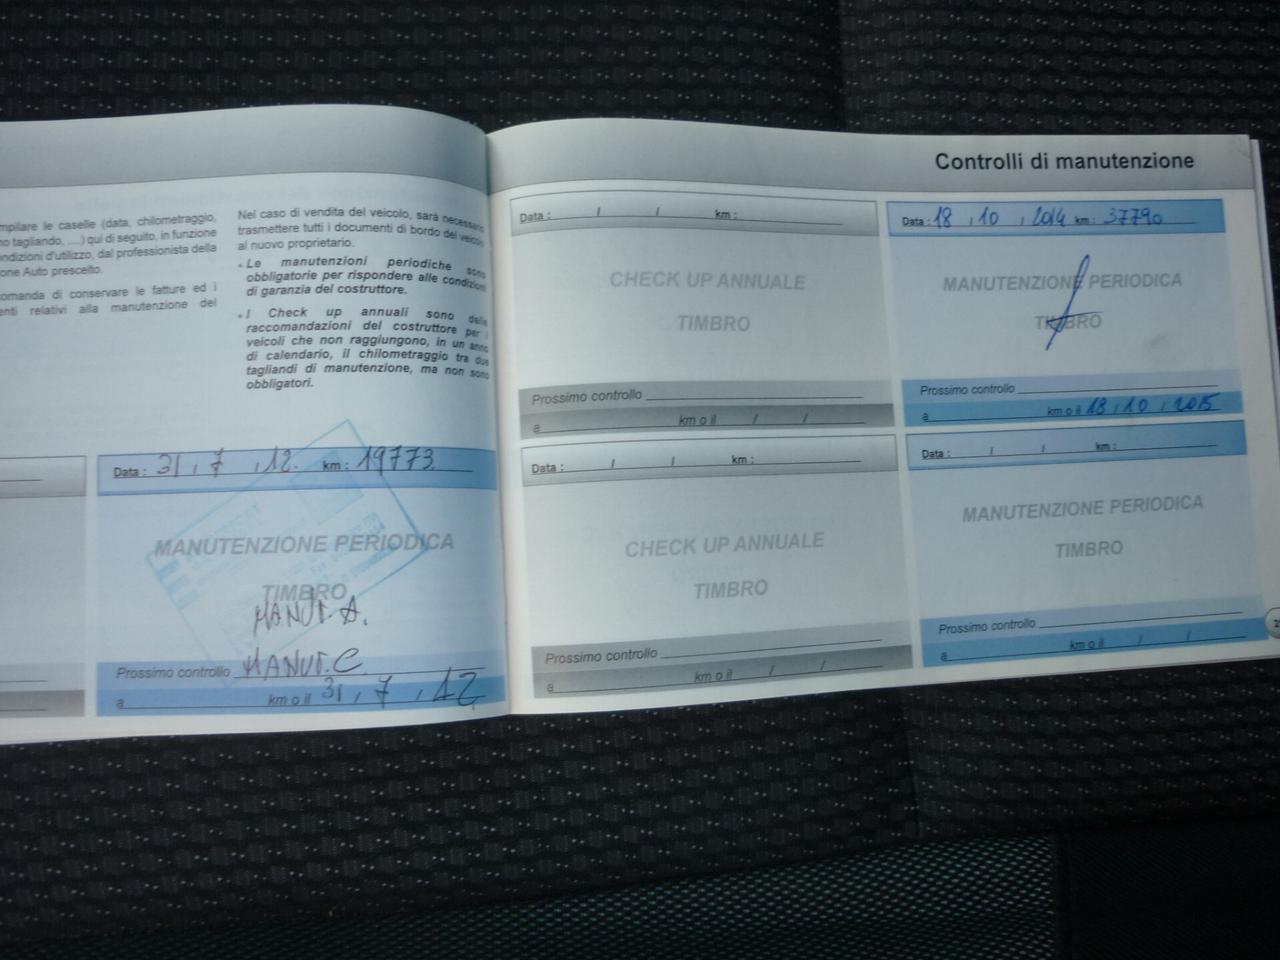 mpilare le caselle (data, chilometraggio,
no tagliando, ....) qui di seguito, in funzione
ndizioni d'utilizzo, dal professionista della
one Auto prescelto.
omanda di conservare le fatture ed i
enti relativi alla manutenzione del
Nel caso di vendita del veicolo, sarà necessario
trasmettere tutti i documenti di bordo del veicolo
al nuovo proprietario.
• Le manutenzioni periodiche sono
obbligatorie per rispondere alle condizioni
di garanzia del costruttore.
• I Check up annuali sono delle
raccomandazioni del costruttore per i
veicoli che non raggiungono, in un anno
di calendario, il chilometraggio tra due
tagliandi di manutenzione, ma non sono
obbligatori.
Data : 31 / 7 / 12. km : 19773
MANUTENZIONE PERIODICA
TIMBRO
MANUT. A.
Prossimo controllo MANUT. C
a km o il 31 / 7 / 12
Controlli di manutenzione
Data : / / km :
CHECK UP ANNUALE
TIMBRO
Prossimo controllo
a km o il / /
Data : 18 / 10 / 2014 km : 37790
MANUTENZIONE PERIODICA
TIMBRO
Prossimo controllo
a km o il 18 / 10 / 2015
Data : / / km :
CHECK UP ANNUALE
TIMBRO
Prossimo controllo
a km o il / /
Data : / / km :
MANUTENZIONE PERIODICA
TIMBRO
Prossimo controllo
a km o il / /